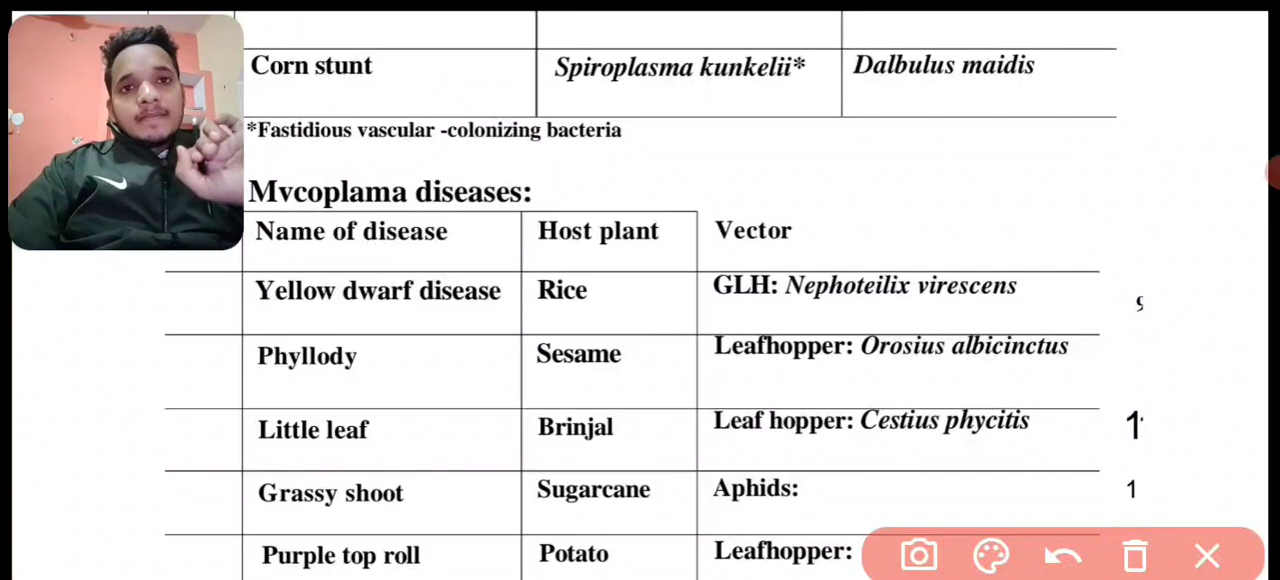 Corn stunt Spiroplasma kunkelii* Dalbulus maidis
*Fastidious vascular -colonizing bacteria
Mvcoplama diseases:
Name of disease Host plant Vector
Yellow dwarf disease Rice GLH: Nephoteilix virescens
Phyllody Sesame Leafhopper: Orosius albicinctus
Little leaf Brinjal Leaf hopper: Cestius phycitis
1
Grassy shoot Sugarcane Aphids: 1
Purple top roll Potato Leafhopper: